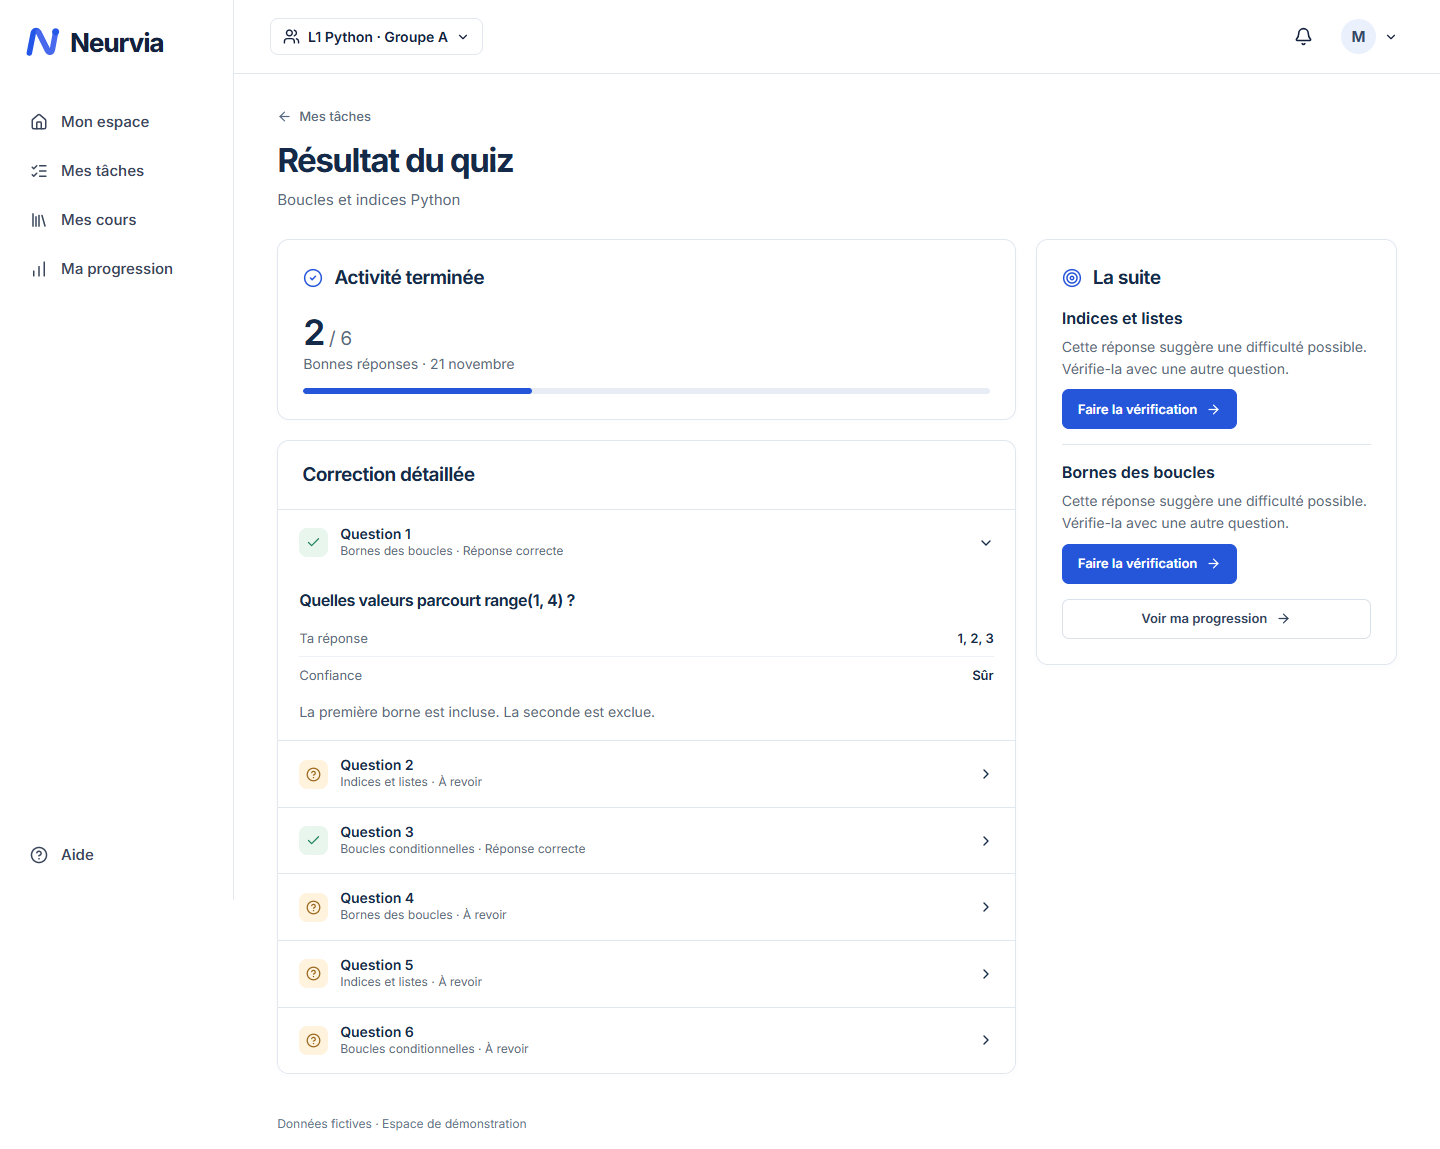 Neurvia
L1 Python · Groupe A
M
Mon espace
Mes tâches
Mes cours
Ma progression
Aide
Mes tâches
Résultat du quiz
Boucles et indices Python
Activité terminée
2 / 6
Bonnes réponses · 21 novembre
Correction détaillée
Question 1
Bornes des boucles · Réponse correcte
Quelles valeurs parcourt range(1, 4) ?
Ta réponse 1, 2, 3
Confiance Sûr
La première borne est incluse. La seconde est exclue.
Question 2
Indices et listes · À revoir
Question 3
Boucles conditionnelles · Réponse correcte
Question 4
Bornes des boucles · À revoir
Question 5
Indices et listes · À revoir
Question 6
Boucles conditionnelles · À revoir
La suite
Indices et listes
Cette réponse suggère une difficulté possible.
Vérifie-la avec une autre question.
Faire la vérification
Bornes des boucles
Cette réponse suggère une difficulté possible.
Vérifie-la avec une autre question.
Faire la vérification
Voir ma progression
Données fictives · Espace de démonstration